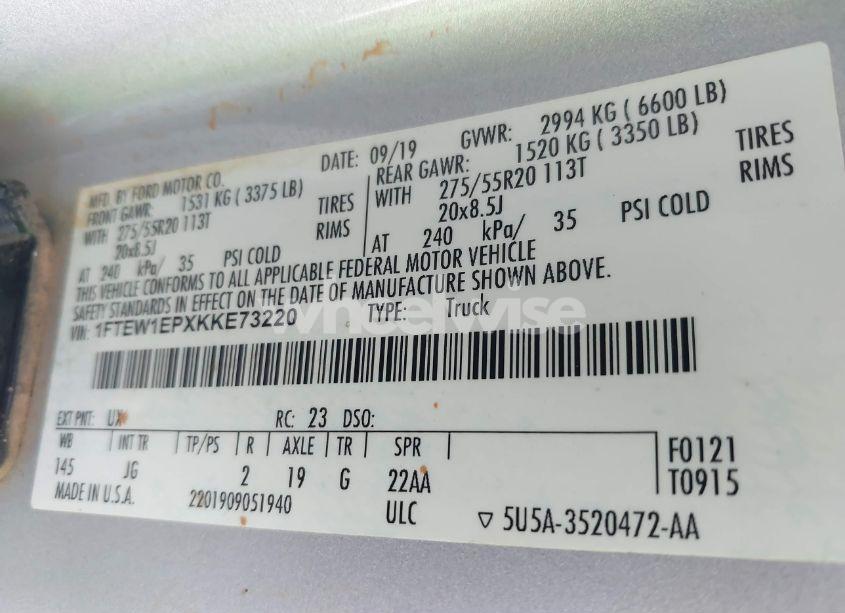 MFD. BY FORD MOTOR CO.
DATE: 09/19
GVWR: 2994 KG ( 6600 LB)
FRONT GAWR: 1531 KG ( 3375 LB)
REAR GAWR: 1520 KG ( 3350 LB)
WITH 275/55R20 113T TIRES
WITH 275/55R20 113T TIRES
20x8.5J RIMS
20x8.5J RIMS
AT 240 kPa/ 35 PSI COLD
AT 240 kPa/ 35 PSI COLD
THIS VEHICLE CONFORMS TO ALL APPLICABLE FEDERAL MOTOR VEHICLE
SAFETY STANDARDS IN EFFECT ON THE DATE OF MANUFACTURE SHOWN ABOVE.
VIN: 1FTEW1EPXKKE73220 TYPE: Truck
wheelwise
EXT PNT: UX RC: 23 DSO:
WB INT TR TP/PS R AXLE TR SPR
145 JG 2 19 G 22AA
F0121
T0915
MADE IN U.S.A. 2201909051940 ULC ▽ 5U5A-3520472-AA